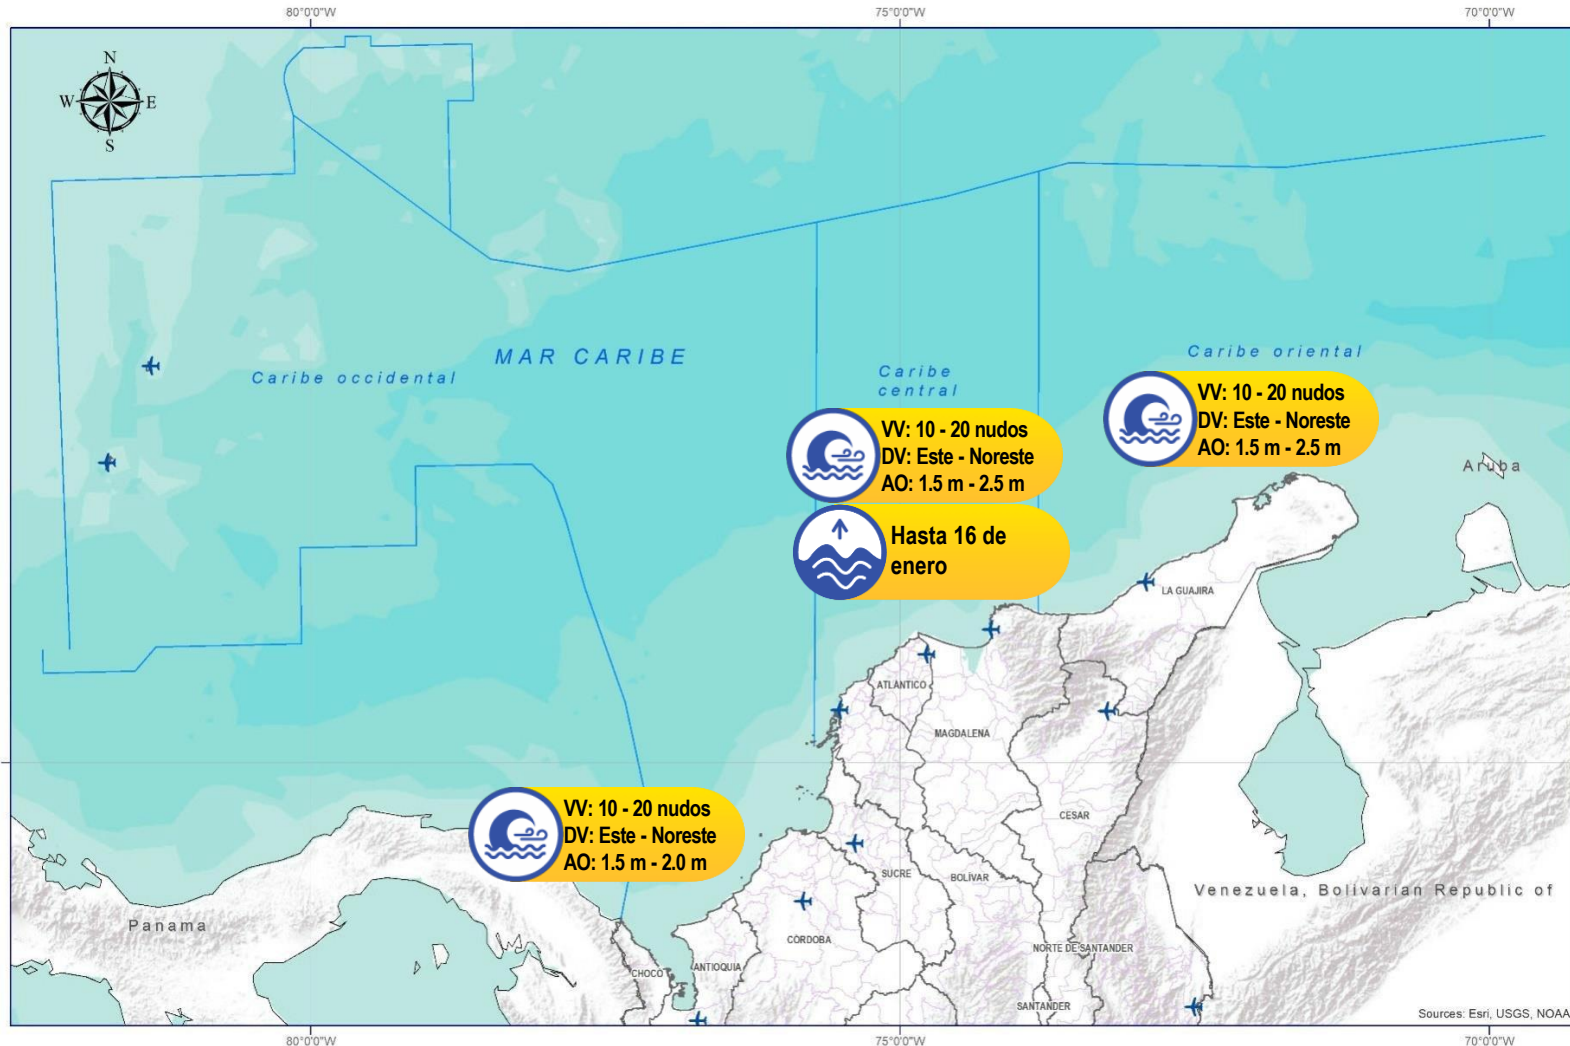 80°0'0"W
75°0'0"W
70°0'0"W
N
W
E
S
MAR CARIBE
Caribe occidental
Caribe
central
Caribe oriental
VV: 10 - 20 nudos
DV: Este - Noreste
AO: 1.5 m - 2.5 m
VV: 10 - 20 nudos
DV: Este - Noreste
AO: 1.5 m - 2.5 m
Hasta 16 de
enero
Aruba
LA GUAJIRA
ATLÁNTICO
MAGDALENA
CESAR
VV: 10 - 20 nudos
DV: Este - Noreste
AO: 1.5 m - 2.0 m
SUCRE
BOLÍVAR
Venezuela, Bolivarian Republic of
Panama
CÓRDOBA
NORTE DE SANTANDER
CHOCO
ANTIOQUIA
SANTANDER
Sources: Esri, USGS, NOAA
80°0'0"W
75°0'0"W
70°0'0"W